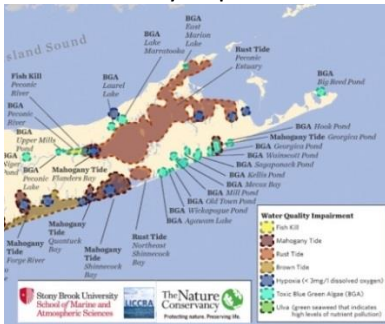 sland Sound
BGA
Lake
Marratooka
BGA
East
Marion
Lake
Rust Tide
Peconic
Estuary
Fish Kill
Peconic
River
BGA
Laurel
Lake
BGA
Big Reed Pond
BGA
Peconic
River
BGA
Upper Mills
Pond
BGA
Peconic
Lake
Mahogany Tide
Flanders Bay
BGA Hook Pond
Mahogany Tide Georgica Pond
BGA Georgica Pond
BGA Wainscott Pond
BGA Sagaponack Pond
BGA Kellis Pond
BGA Mecox Bay
BGA Mill Pond
BGA Old Town Pond
BGA Wickapogue Pond
BGA Agawam Lake
Mahogany
Tide
Forge River
Mahogany
Tide
Quantuck
Bay
Mahogany
Tide
Shinnecock
Bay
Rust Tide
Northeast
Shinnecock
Bay
Water Quality Impairment
Fish Kill
Mahogany Tide
Rust Tide
Brown Tide
Hypoxia (< 3mg/l dissolved oxygen)
Toxic Blue Green Algae (BGA)
Ulva (green seaweed that indicates
high levels of nutrient pollution)
Stony Brook University
School of Marine and
Atmospheric Sciences
LICCRA
The Nature
Conservancy
Protecting nature. Preserving life.